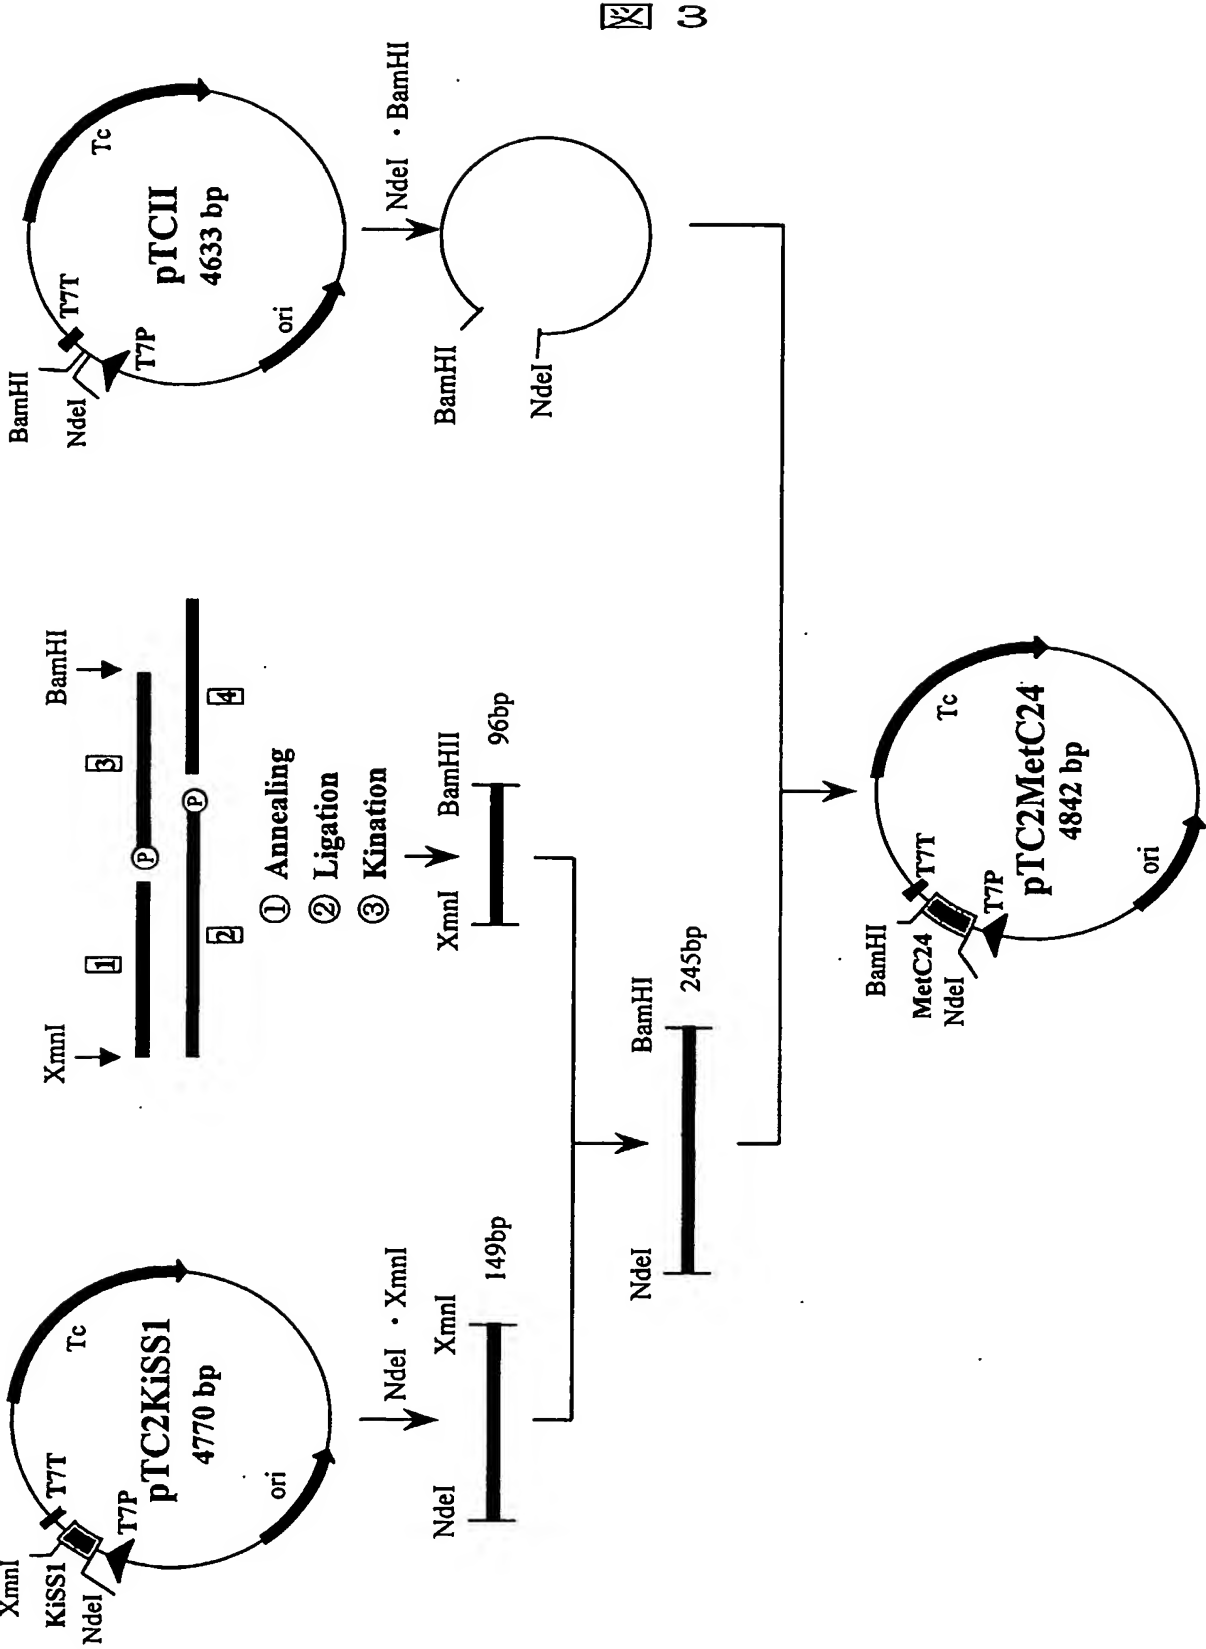 図 3
XmnI
KiSS1
NdeI
T7T
T7P
Tc
pTC2KiSS1
4770 bp
ori
NdeI ・XmnI
NdeI
XmnI
149bp
XmnI
BamHI
1
3
P
P
2
4
① Annealing
② Ligation
③ Kination
XmnI
BamHII
96bp
NdeI
BamHI
245bp
BamHI
NdeI
T7T
T7P
Tc
pTCII
4633 bp
ori
NdeI ・BamHI
BamHI
NdeI
BamHI
MetC24
NdeI
T7T
T7P
Tc
pTC2MetC24
4842 bp
ori